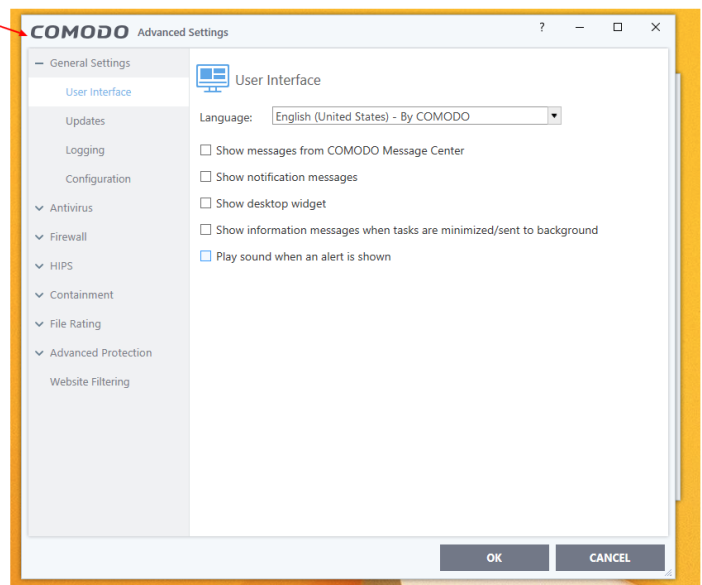 COMODO Advanced Settings ?
General Settings
User Interface
Updates
Logging
Configuration
Antivirus
Firewall
HIPS
Containment
File Rating
Advanced Protection
Website Filtering
User Interface
Language: English (United States) - By COMODO
Show messages from COMODO Message Center
Show notification messages
Show desktop widget
Show information messages when tasks are minimized/sent to background
Play sound when an alert is shown
OK CANCEL